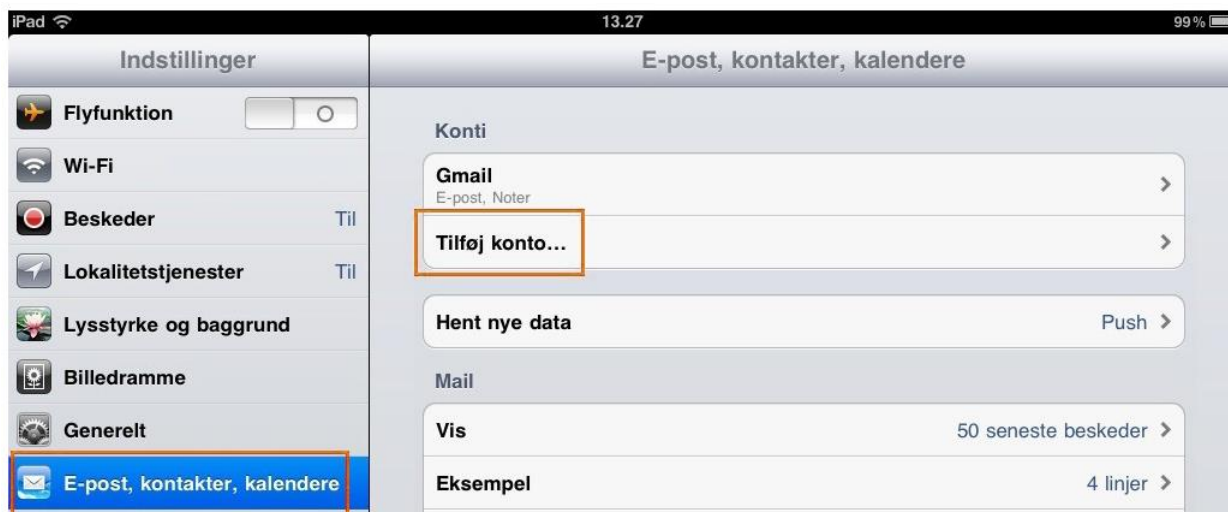 iPad 13.27 99%
Indstillinger
Flyfunktion
Wi-Fi
Beskeder Til
Lokalitetstjenester Til
Lysstyrke og baggrund
Billedramme
Generelt
E-post, kontakter, kalendere
E-post, kontakter, kalendere
Konti
Gmail
E-post, Noter
Tilføj konto...
Hent nye data Push
Mail
Vis 50 seneste beskeder
Eksempel 4 linjer